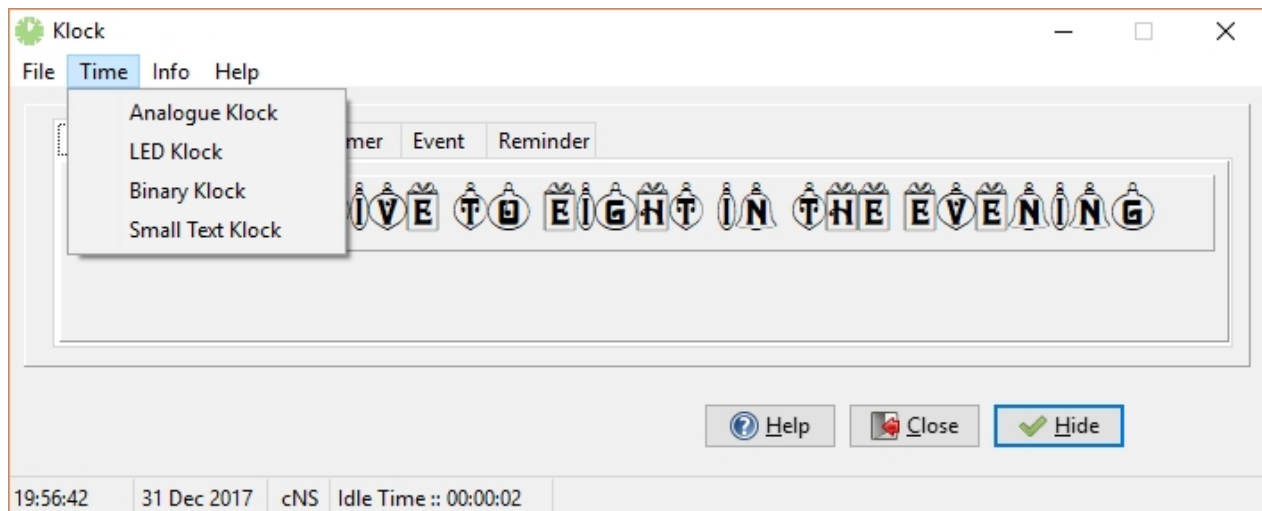 Klock
File Time Info Help
Analogue Klock
LED Klock
Binary Klock
Small Text Klock
Event Reminder
IVE TO EIGHT IN THE EVENING
Help Close Hide
19:56:42 31 Dec 2017 cNS Idle Time :: 00:00:02